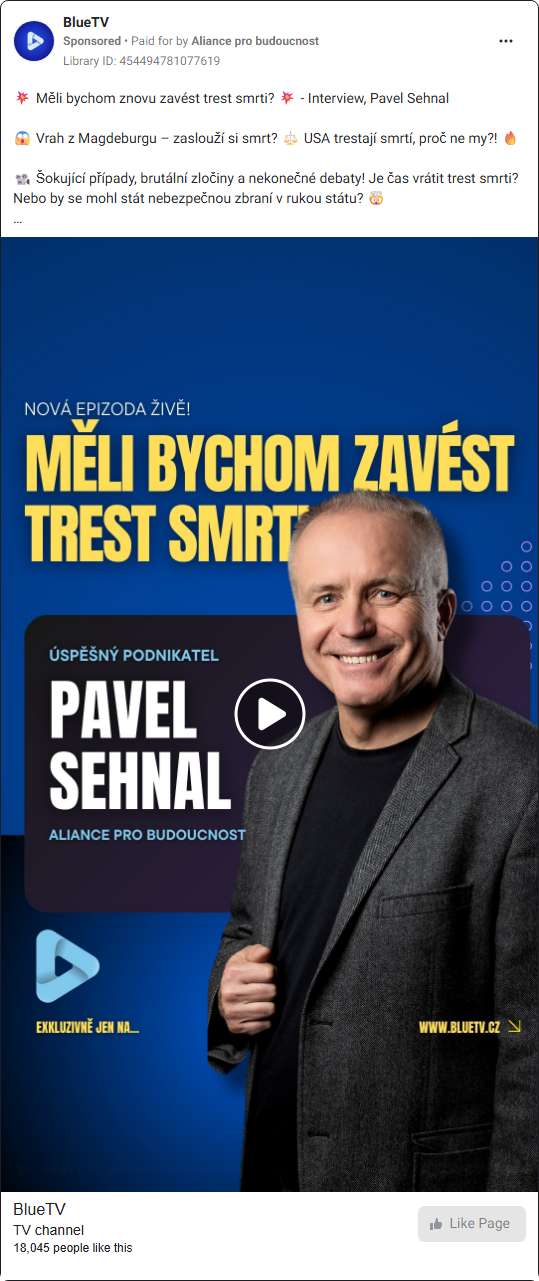 BlueTV
Sponsored • Paid for by Aliance pro budoucnost
Library ID: 454494781077619
💥 Měli bychom znovu zavést trest smrti? 💥 - Interview, Pavel Sehnal
😱 Vrah z Magdeburgu – zaslouží si smrt? ⚖️ USA trestají smrtí, proč ne my?! 🔥
📽️ Šokující případy, brutální zločiny a nekonečné debaty! Je čas vrátit trest smrti?
Nebo by se mohl stát nebezpečnou zbraní v rukou státu? 🤯
...
NOVÁ EPIZODA ŽIVĚ!
MĚLI BYCHOM ZAVÉST
TREST SMRTI
ÚSPĚŠNÝ PODNIKATEL
PAVEL
SEHNAL
ALIANCE PRO BUDOUCNOST
EXKLUZIVNĚ JEN NA...
WWW.BLUETV.CZ
BlueTV
TV channel
18,045 people like this
Like Page